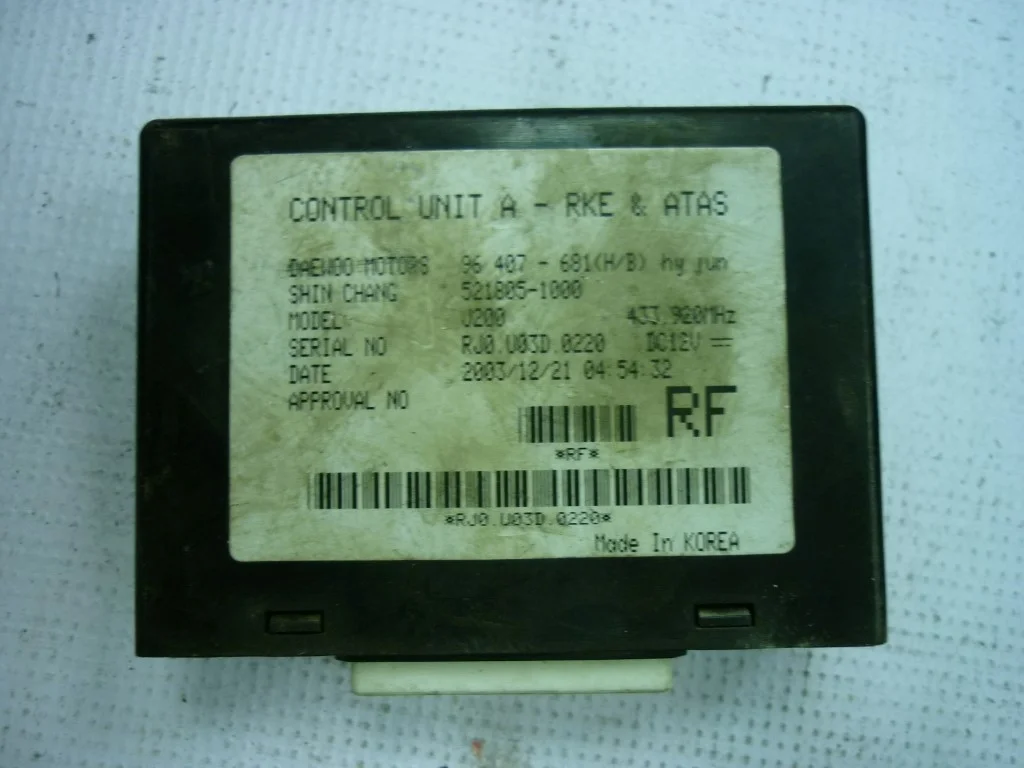 CONTROL UNIT A - RKE & ATAS
DAEWOO MOTORS 96 407 - 681(H/B) hy jun
SHIN CHANG 521805-1000
MODEL U200 433.920MHz
SERIAL NO RJ0.U03D.0220 DC12V
DATE 2003/12/21 04:54:32
APPROVAL NO
RF
*RF*
*RJ0.U03D.0220*
Made In KOREA